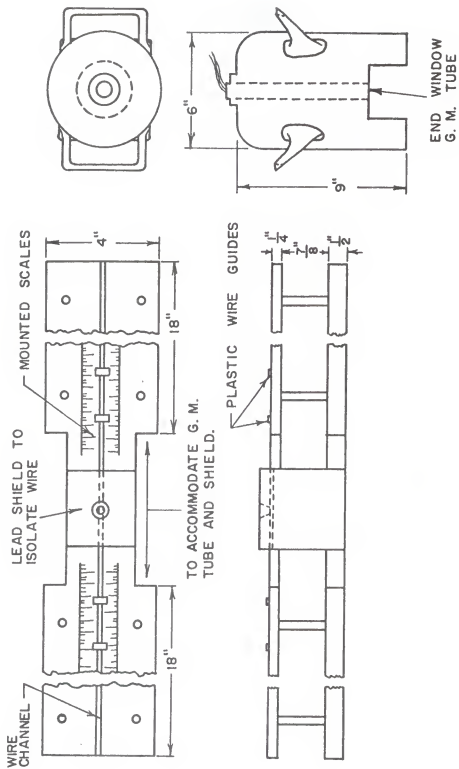 WIRE
CHANNEL
LEAD SHIELD TO
ISOLATE WIRE
MOUNTED SCALES
4"
18"
18"
TO ACCOMMODATE G. M.
TUBE AND SHIELD.
PLASTIC WIRE GUIDES
1"
4
7"
8
1"
2
6"
9"
END WINDOW
G. M. TUBE